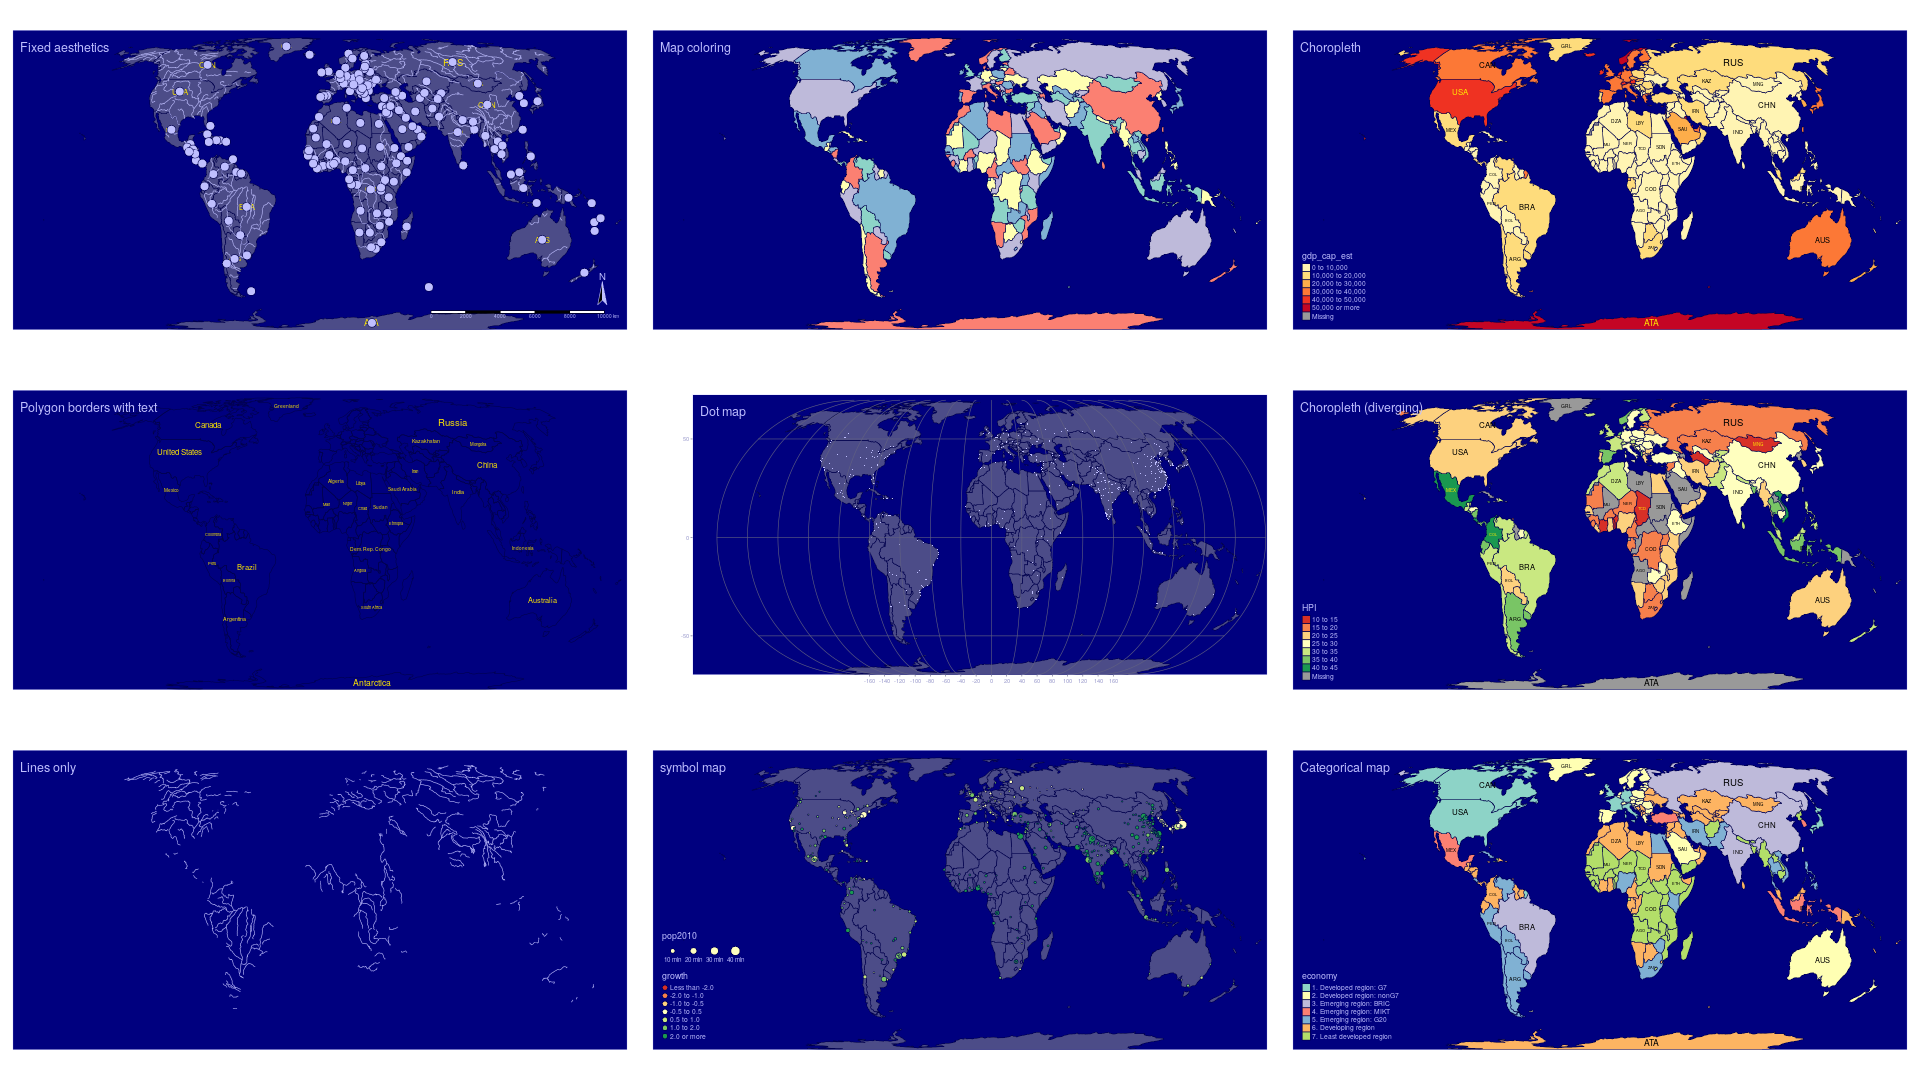 Fixed aesthetics
USA
AUS
N
0 2000 4000 6000 8000 10000 km
Map coloring
Choropleth
GRL
CAN
RUS
USA
KAZ
MNG
CHN
MEX
DZA
LBY
IRN
SAU
IND
NER
TCD
SDN
ETH
COL
COD
PER
BRA
AGO
BOL
AUS
ARG
ZAF
gdp_cap_est
0 to 10,000
10,000 to 20,000
20,000 to 30,000
30,000 to 40,000
40,000 to 50,000
50,000 or more
Missing
ATA
Polygon borders with text
Greenland
Canada
Russia
Kazakhstan
Mongolia
United States
China
Iran
Algeria
Libya
Saudi Arabia
India
Mexico
Mali
Niger
Chad
Sudan
Ethiopia
Colombia
Dem. Rep. Congo
Indonesia
Peru
Brazil
Angola
Bolivia
Australia
South Africa
Argentina
Antarctica
Dot map
50
0
-50
-160 -140 -120 -100 -80 -60 -40 -20 0 20 40 60 80 100 120 140 160
Choropleth (diverging)
GRL
CAN
RUS
USA
KAZ
MNG
CHN
MEX
DZA
LBY
IRN
SAU
IND
NER
TCD
SDN
ETH
COL
COD
PER
BRA
AGO
BOL
AUS
ARG
ZAF
HPI
10 to 15
15 to 20
20 to 25
25 to 30
30 to 35
35 to 40
40 to 45
Missing
ATA
Lines only
symbol map
pop2010
10 mln 20 mln 30 mln 40 mln
growth
Less than -2.0
-2.0 to -1.0
-1.0 to -0.5
-0.5 to 0.5
0.5 to 1.0
1.0 to 2.0
2.0 or more
Categorical map
GRL
CAN
RUS
USA
KAZ
MNG
CHN
MEX
DZA
LBY
IRN
SAU
IND
NER
TCD
SDN
ETH
COL
COD
PER
BRA
AGO
BOL
AUS
ARG
ZAF
economy
1. Developed region: G7
2. Developed region: nonG7
3. Emerging region: BRIC
4. Emerging region: MIKT
5. Emerging region: G20
6. Developing region
7. Least developed region
ATA